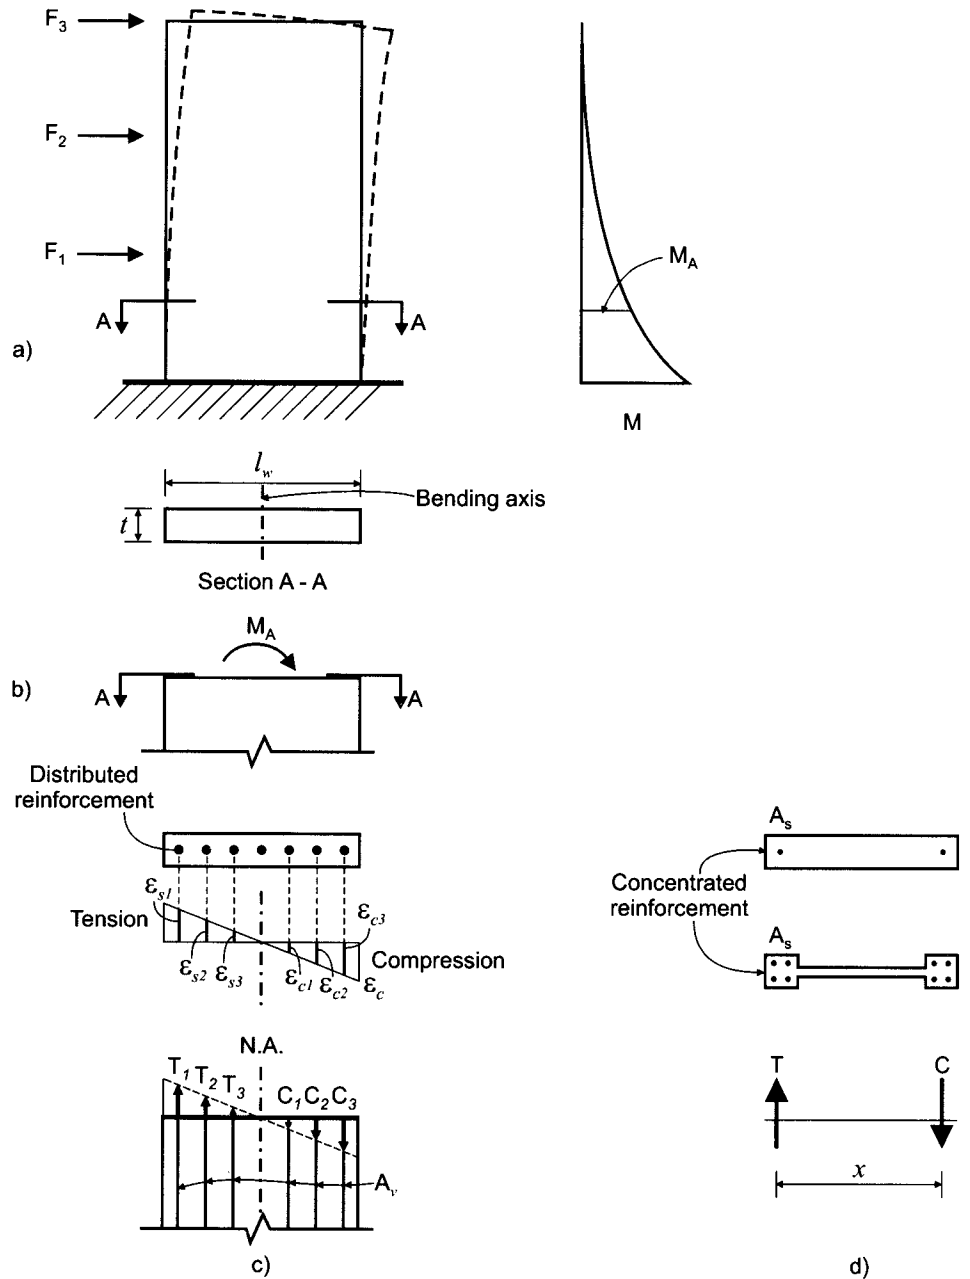 F3
F2
F1
A
A
a)
MA
M
lw
Bending axis
t
Section A - A
MA
b)
A
A
Distributed
reinforcement
εs1
Tension
εs2
εs3
εc1
εc2
εc3
εc
Compression
N.A.
T1 T2 T3
C1 C2 C3
Av
c)
As
Concentrated
reinforcement
As
T
C
x
d)